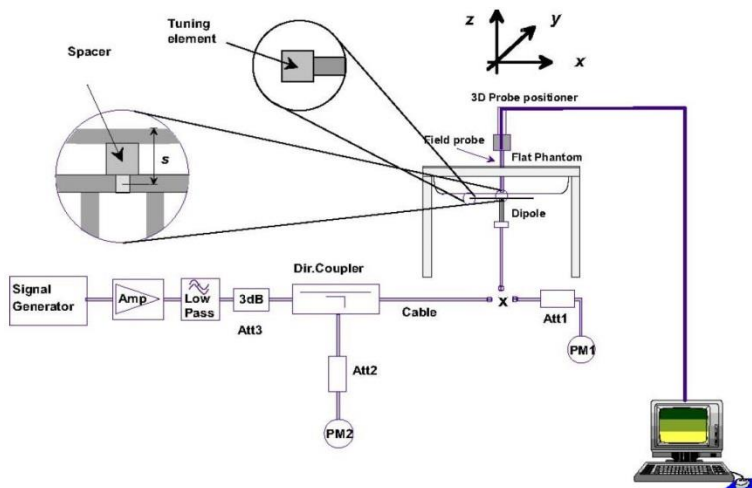 Tuning
element
Spacer
s
z
y
x
3D Probe positioner
Field probe
Flat Phantom
Dipole
Signal
Generator
Amp
Low
Pass
3dB
Att3
Dir.Coupler
Cable
x
Att1
PM1
Att2
PM2